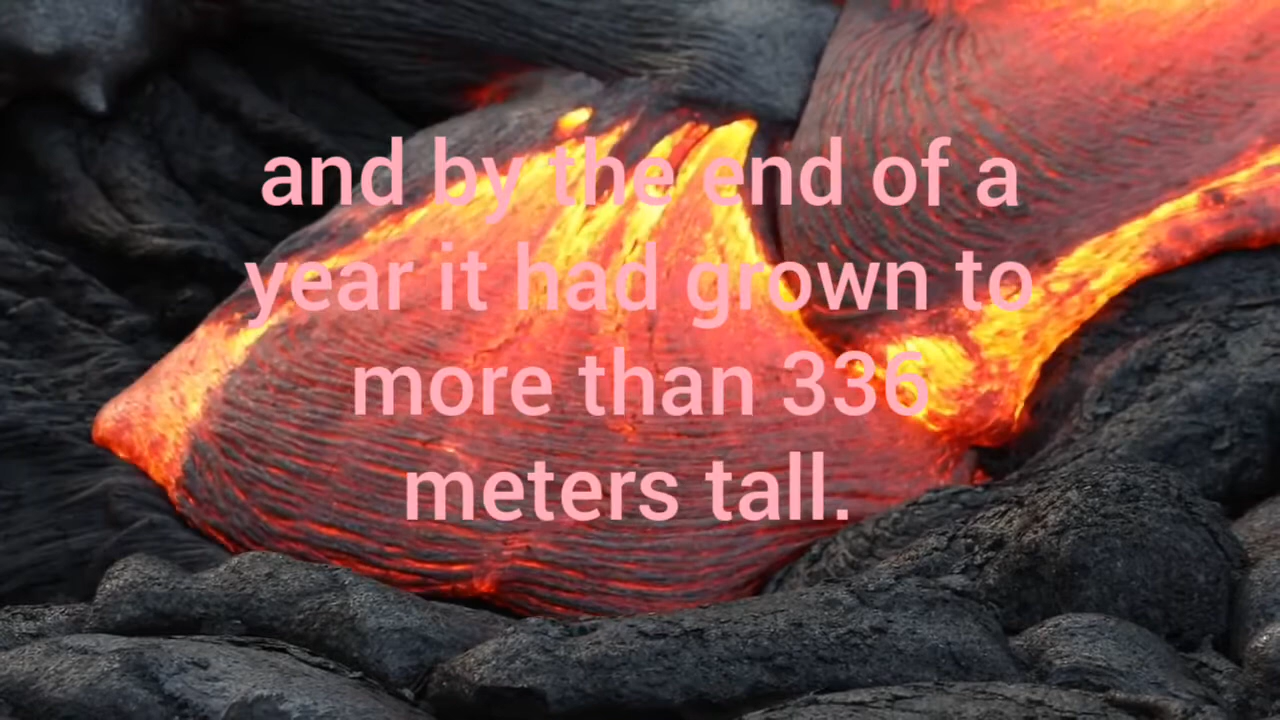 and by the end of a
year it had grown to
more than 336
meters tall.